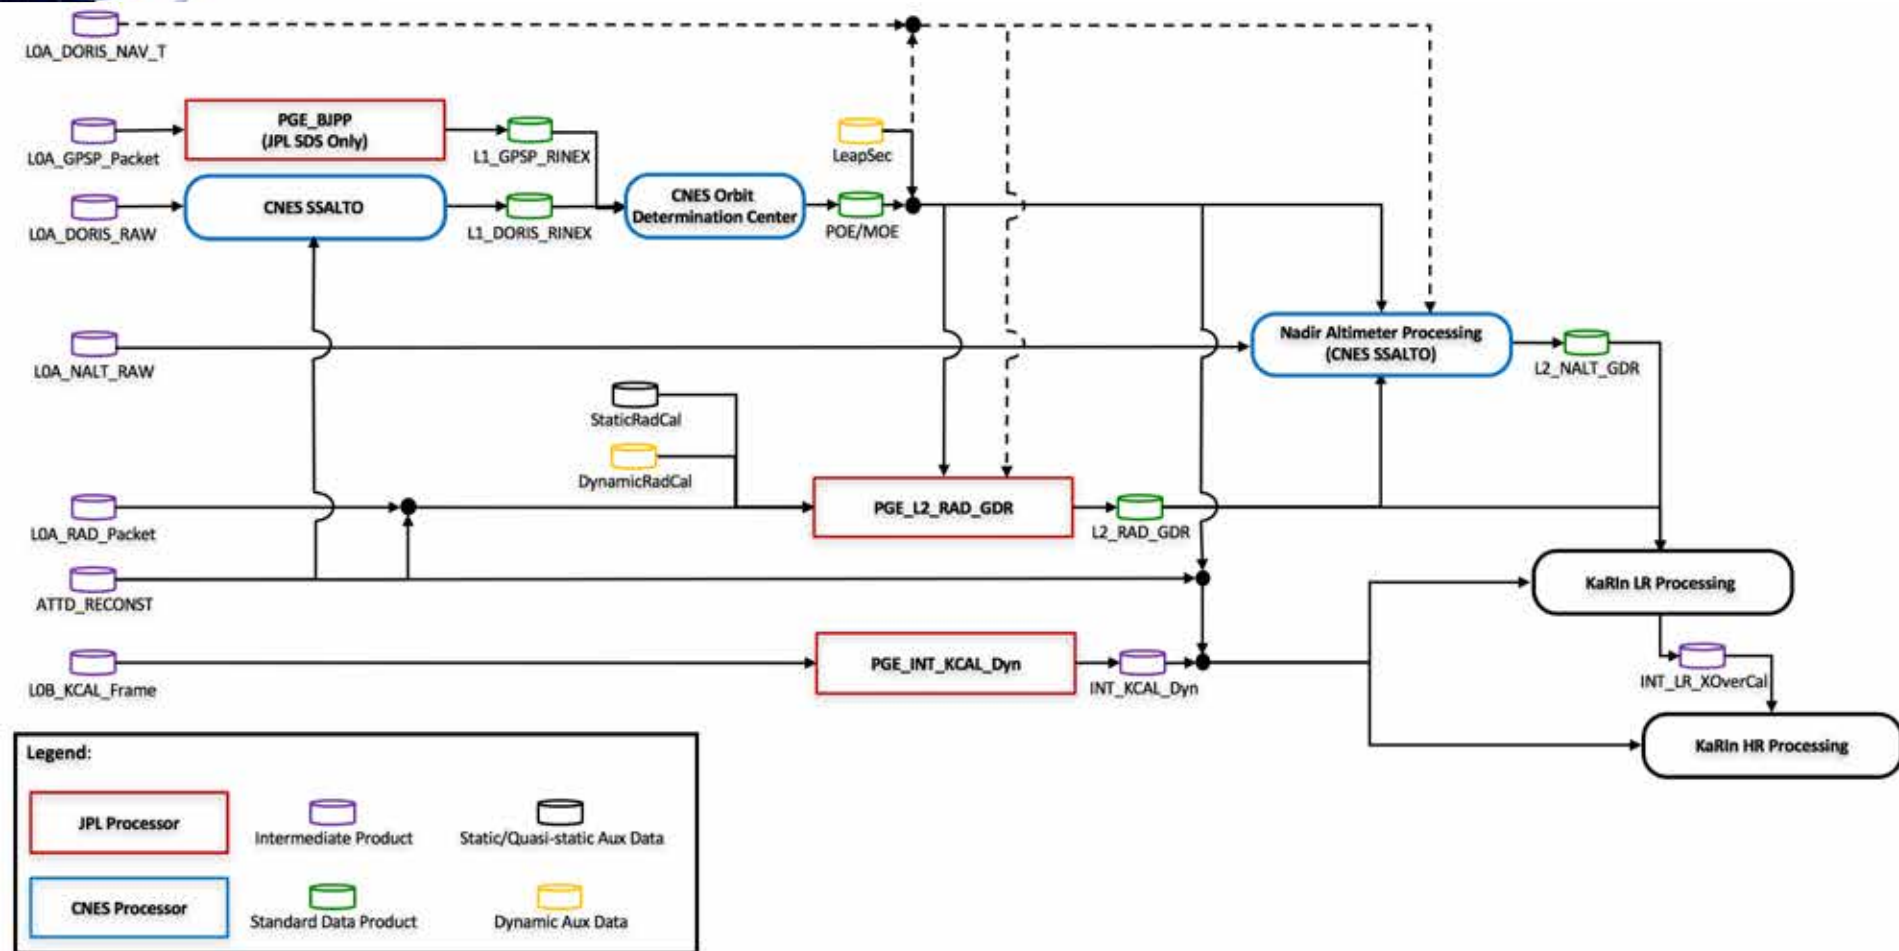 L0A_DORIS_NAV_T
L0A_GPSP_Packet
PGE_BJPP
(JPL SDS Only)
L1_GPSP_RINEX
LeapSec
L0A_DORIS_RAW
CNES SSALTO
L1_DORIS_RINEX
CNES Orbit
Determination Center
POE/MOE
L0A_NALT_RAW
Nadir Altimeter Processing
(CNES SSALTO)
L2_NALT_GDR
StaticRadCal
DynamicRadCal
L0A_RAD_Packet
PGE_L2_RAD_GDR
L2_RAD_GDR
ATTD_RECONST
KaRIn LR Processing
L0B_KCAL_Frame
PGE_INT_KCAL_Dyn
INT_KCAL_Dyn
INT_LR_XOverCal
KaRIn HR Processing
Legend:
JPL Processor
Intermediate Product
Static/Quasi-static Aux Data
CNES Processor
Standard Data Product
Dynamic Aux Data